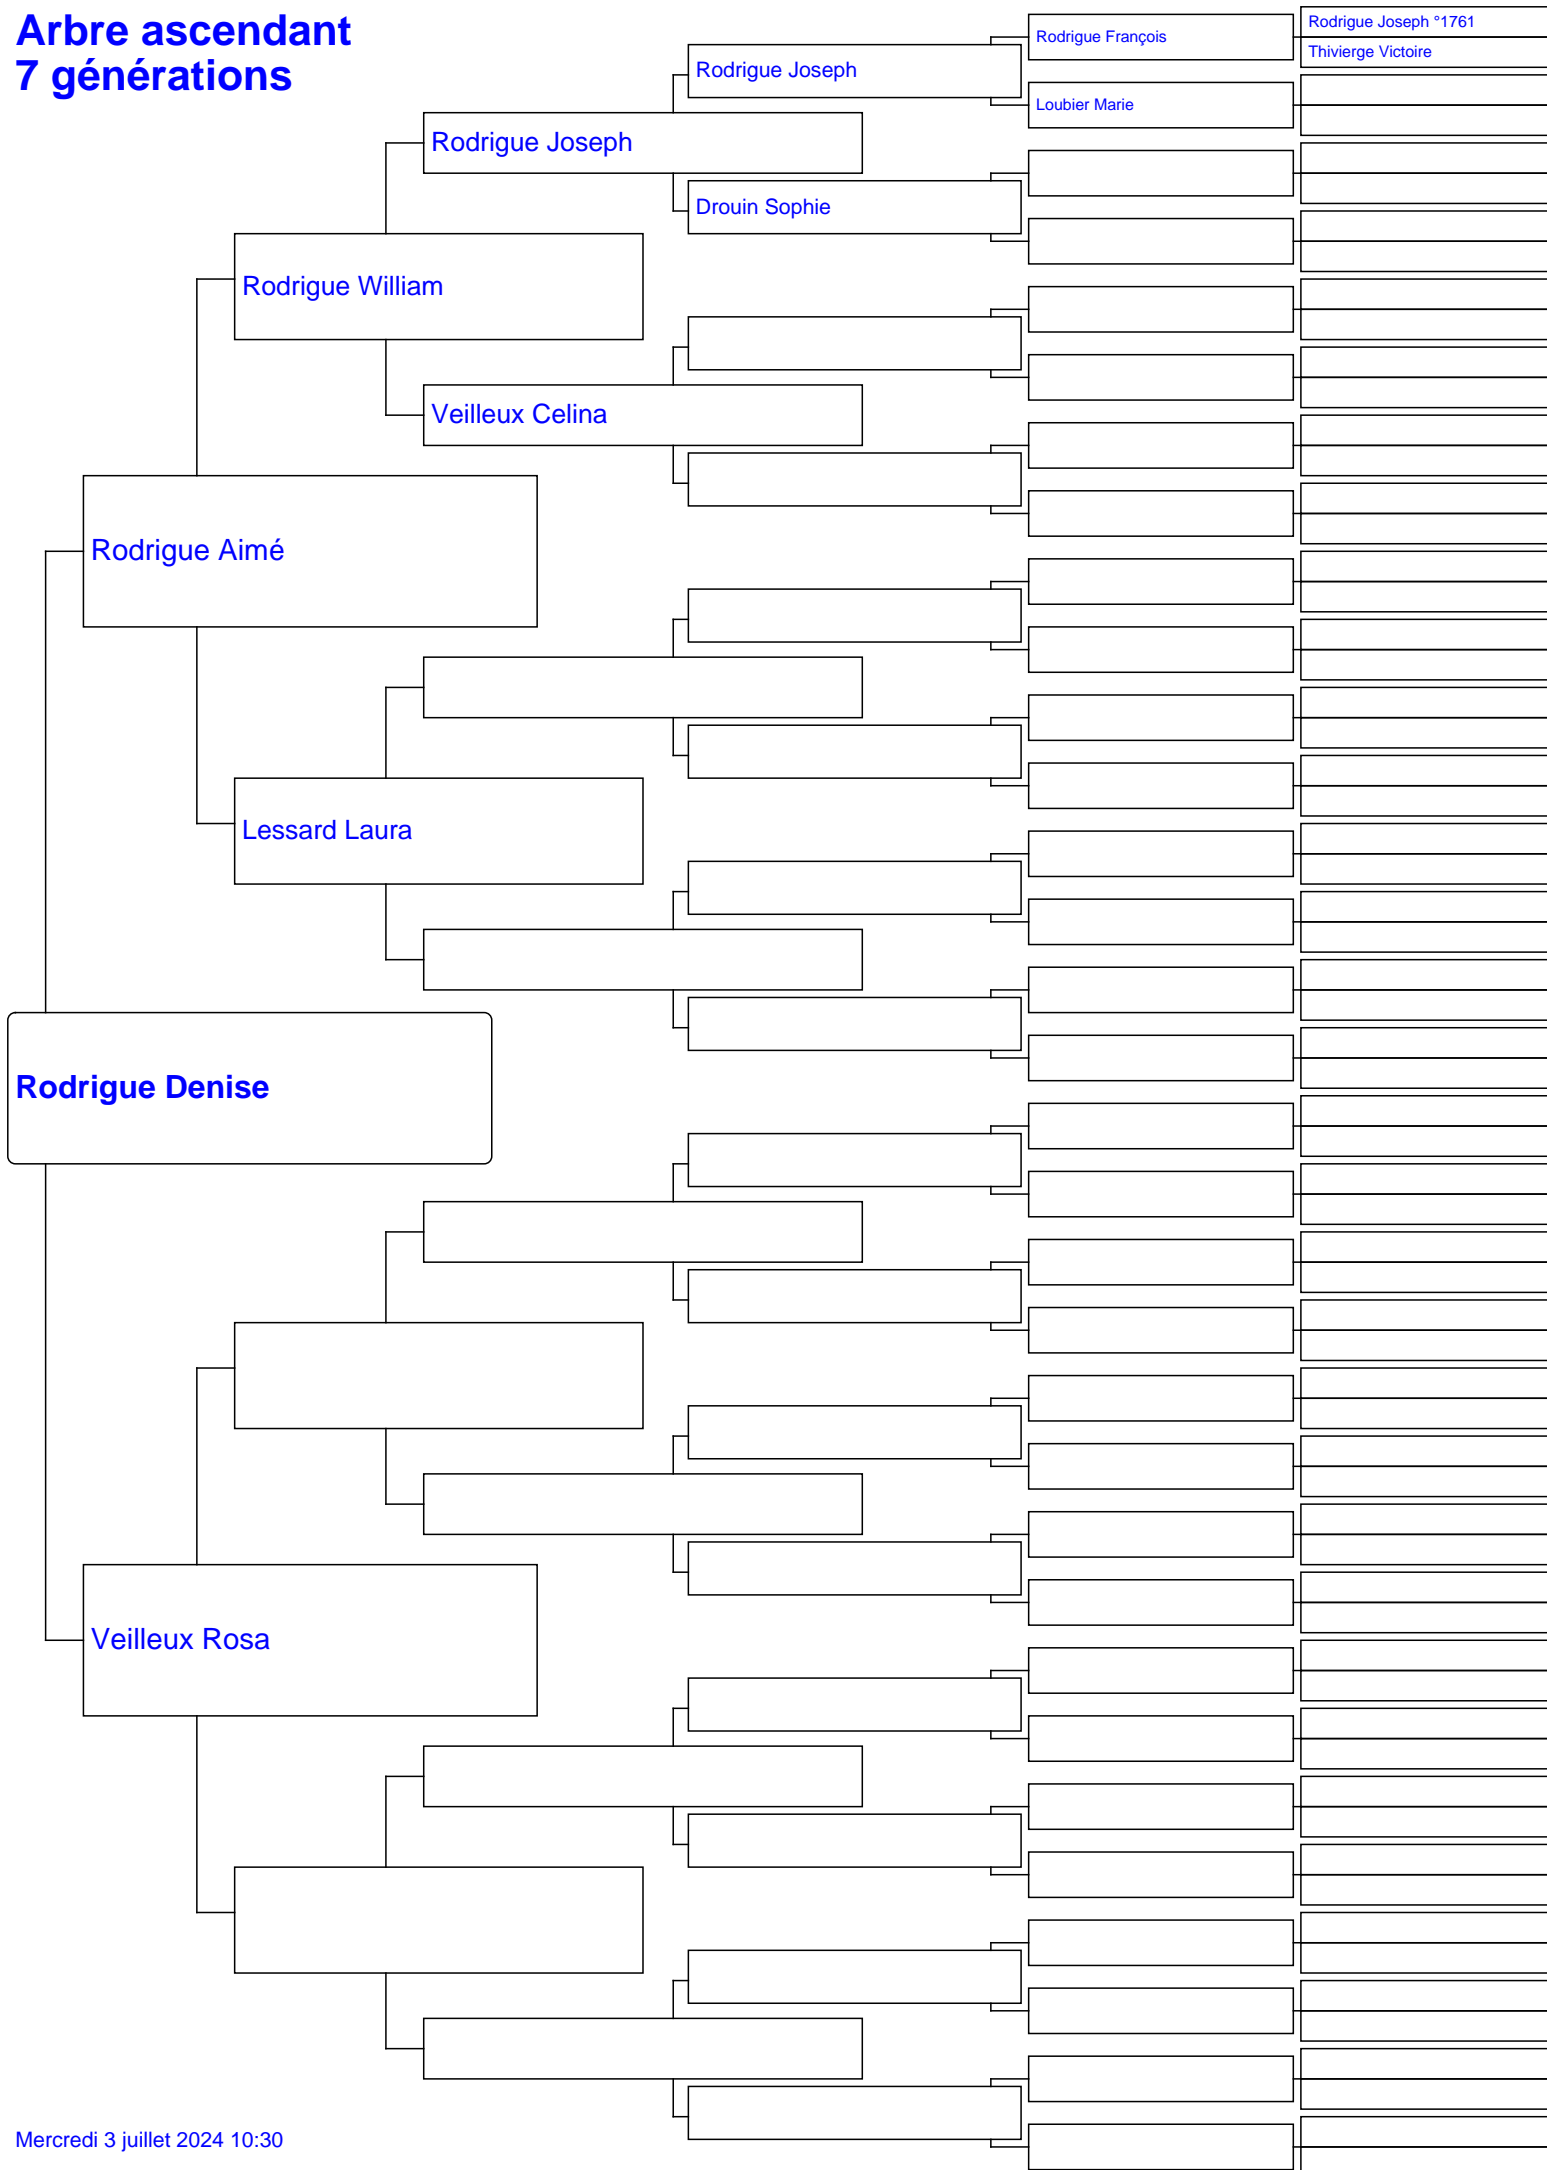 Arbre ascendant
7 générations
Rodrigue Joseph °1761
Rodrigue François
Thivierge Victoire
Rodrigue Joseph
Loubier Marie
Rodrigue Joseph
Drouin Sophie
Rodrigue William
Veilleux Celina
Rodrigue Aimé
Lessard Laura
Rodrigue Denise
Veilleux Rosa
Mercredi 3 juillet 2024 10:30